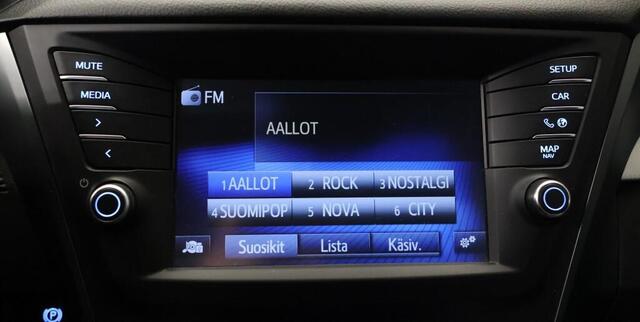 MUTE
MEDIA
>
<
FM
AALLOT
1 AALLOT 2 ROCK 3 NOSTALGI
4 SUOMIPOP 5 NOVA 6 CITY
Suosikit Lista Käsiv.
SETUP
CAR
MAP
NAV
P